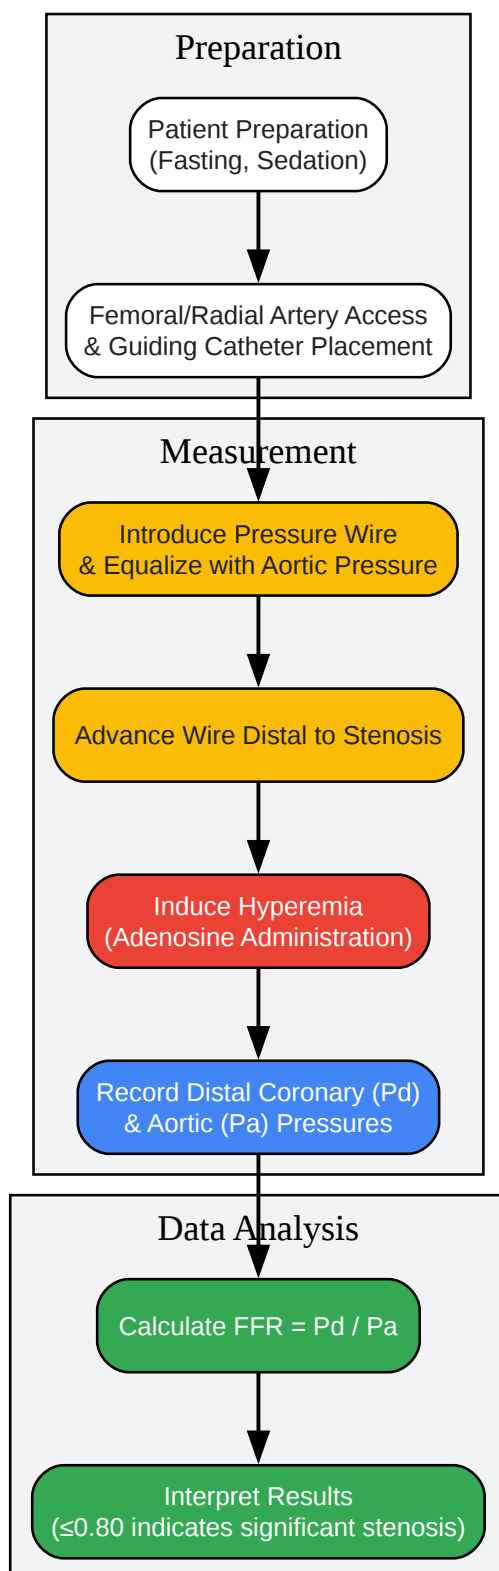 Preparation
Patient Preparation
(Fasting, Sedation)
Femoral/Radial Artery Access
& Guiding Catheter Placement
Measurement
Introduce Pressure Wire
& Equalize with Aortic Pressure
Advance Wire Distal to Stenosis
Induce Hyperemia
(Adenosine Administration)
Record Distal Coronary (Pd)
& Aortic (Pa) Pressures
Data Analysis
Calculate FFR = Pd / Pa
Interpret Results
(≤0.80 indicates significant stenosis)